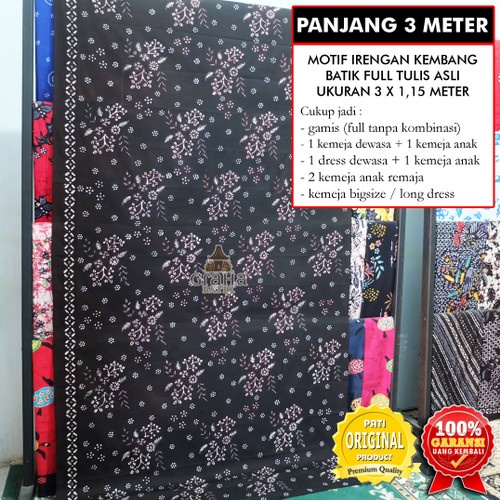 PANJANG 3 METER
MOTIF IRENGAN KEMBANG
BATIK FULL TULIS ASLI
UKURAN 3 X 1,15 METER
Cukup jadi :
- gamis (full tanpa kombinasi)
- 1 kemeja dewasa + 1 kemeja anak
- 1 dress dewasa + 1 kemeja anak
- 2 kemeja anak remaja
- kemeja bigsize / long dress
Graha
PATI
ORIGINAL
PRODUCT
Premium Quality
100%
GARANSI
UANG KEMBALI